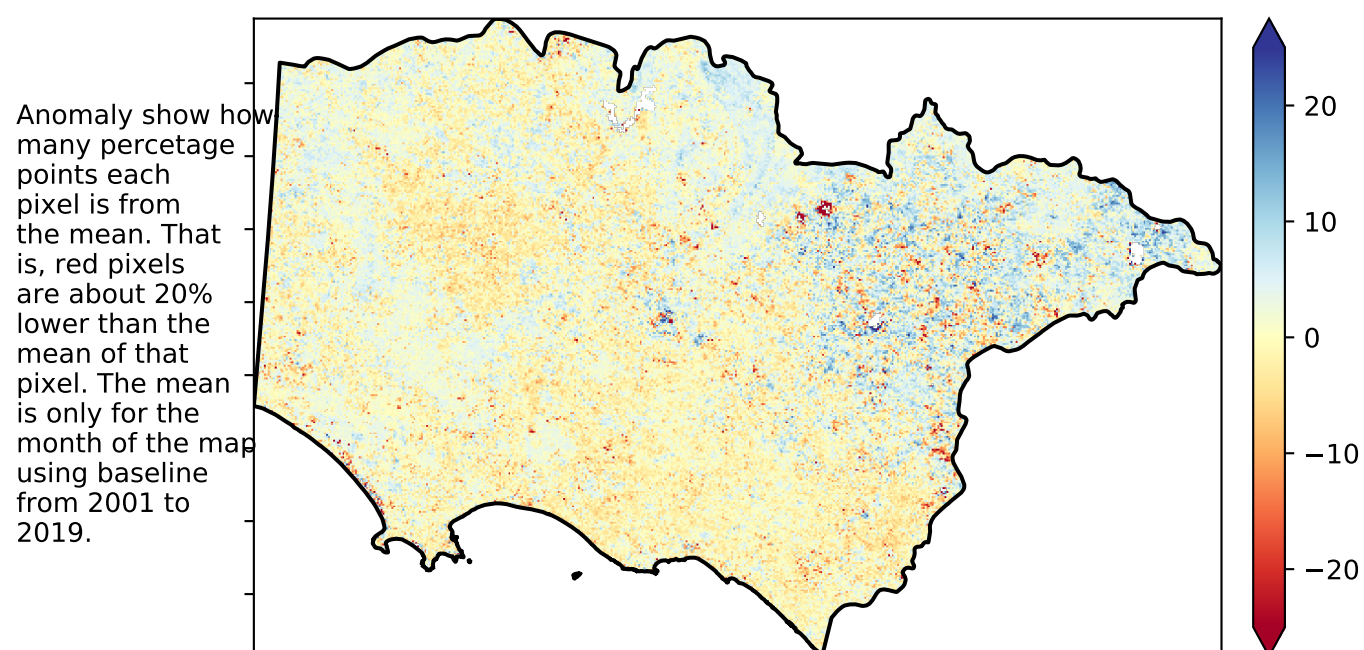 Anomaly show how
many percetage
points each
pixel is from
the mean. That
is, red pixels
are about 20%
lower than the
mean of that
pixel. The mean
is only for the
month of the map
using baseline
from 2001 to
2019.
20
10
0
−10
−20